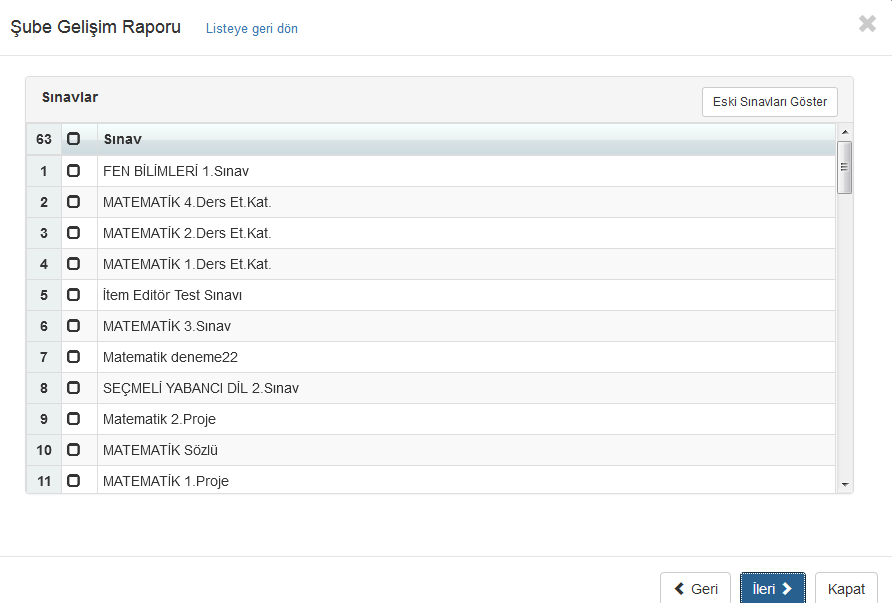 Şube Gelişim Raporu Listeye geri dön
Sınavlar
Eski Sınavları Göster
63 Sınav
1 FEN BİLİMLERİ 1.Sınav
2 MATEMATİK 4.Ders Et.Kat.
3 MATEMATİK 2.Ders Et.Kat.
4 MATEMATİK 1.Ders Et.Kat.
5 İtem Editör Test Sınavı
6 MATEMATİK 3.Sınav
7 Matematik deneme22
8 SEÇMELİ YABANCI DİL 2.Sınav
9 Matematik 2.Proje
10 MATEMATİK Sözlü
11 MATEMATİK 1.Proje
Geri İleri Kapat